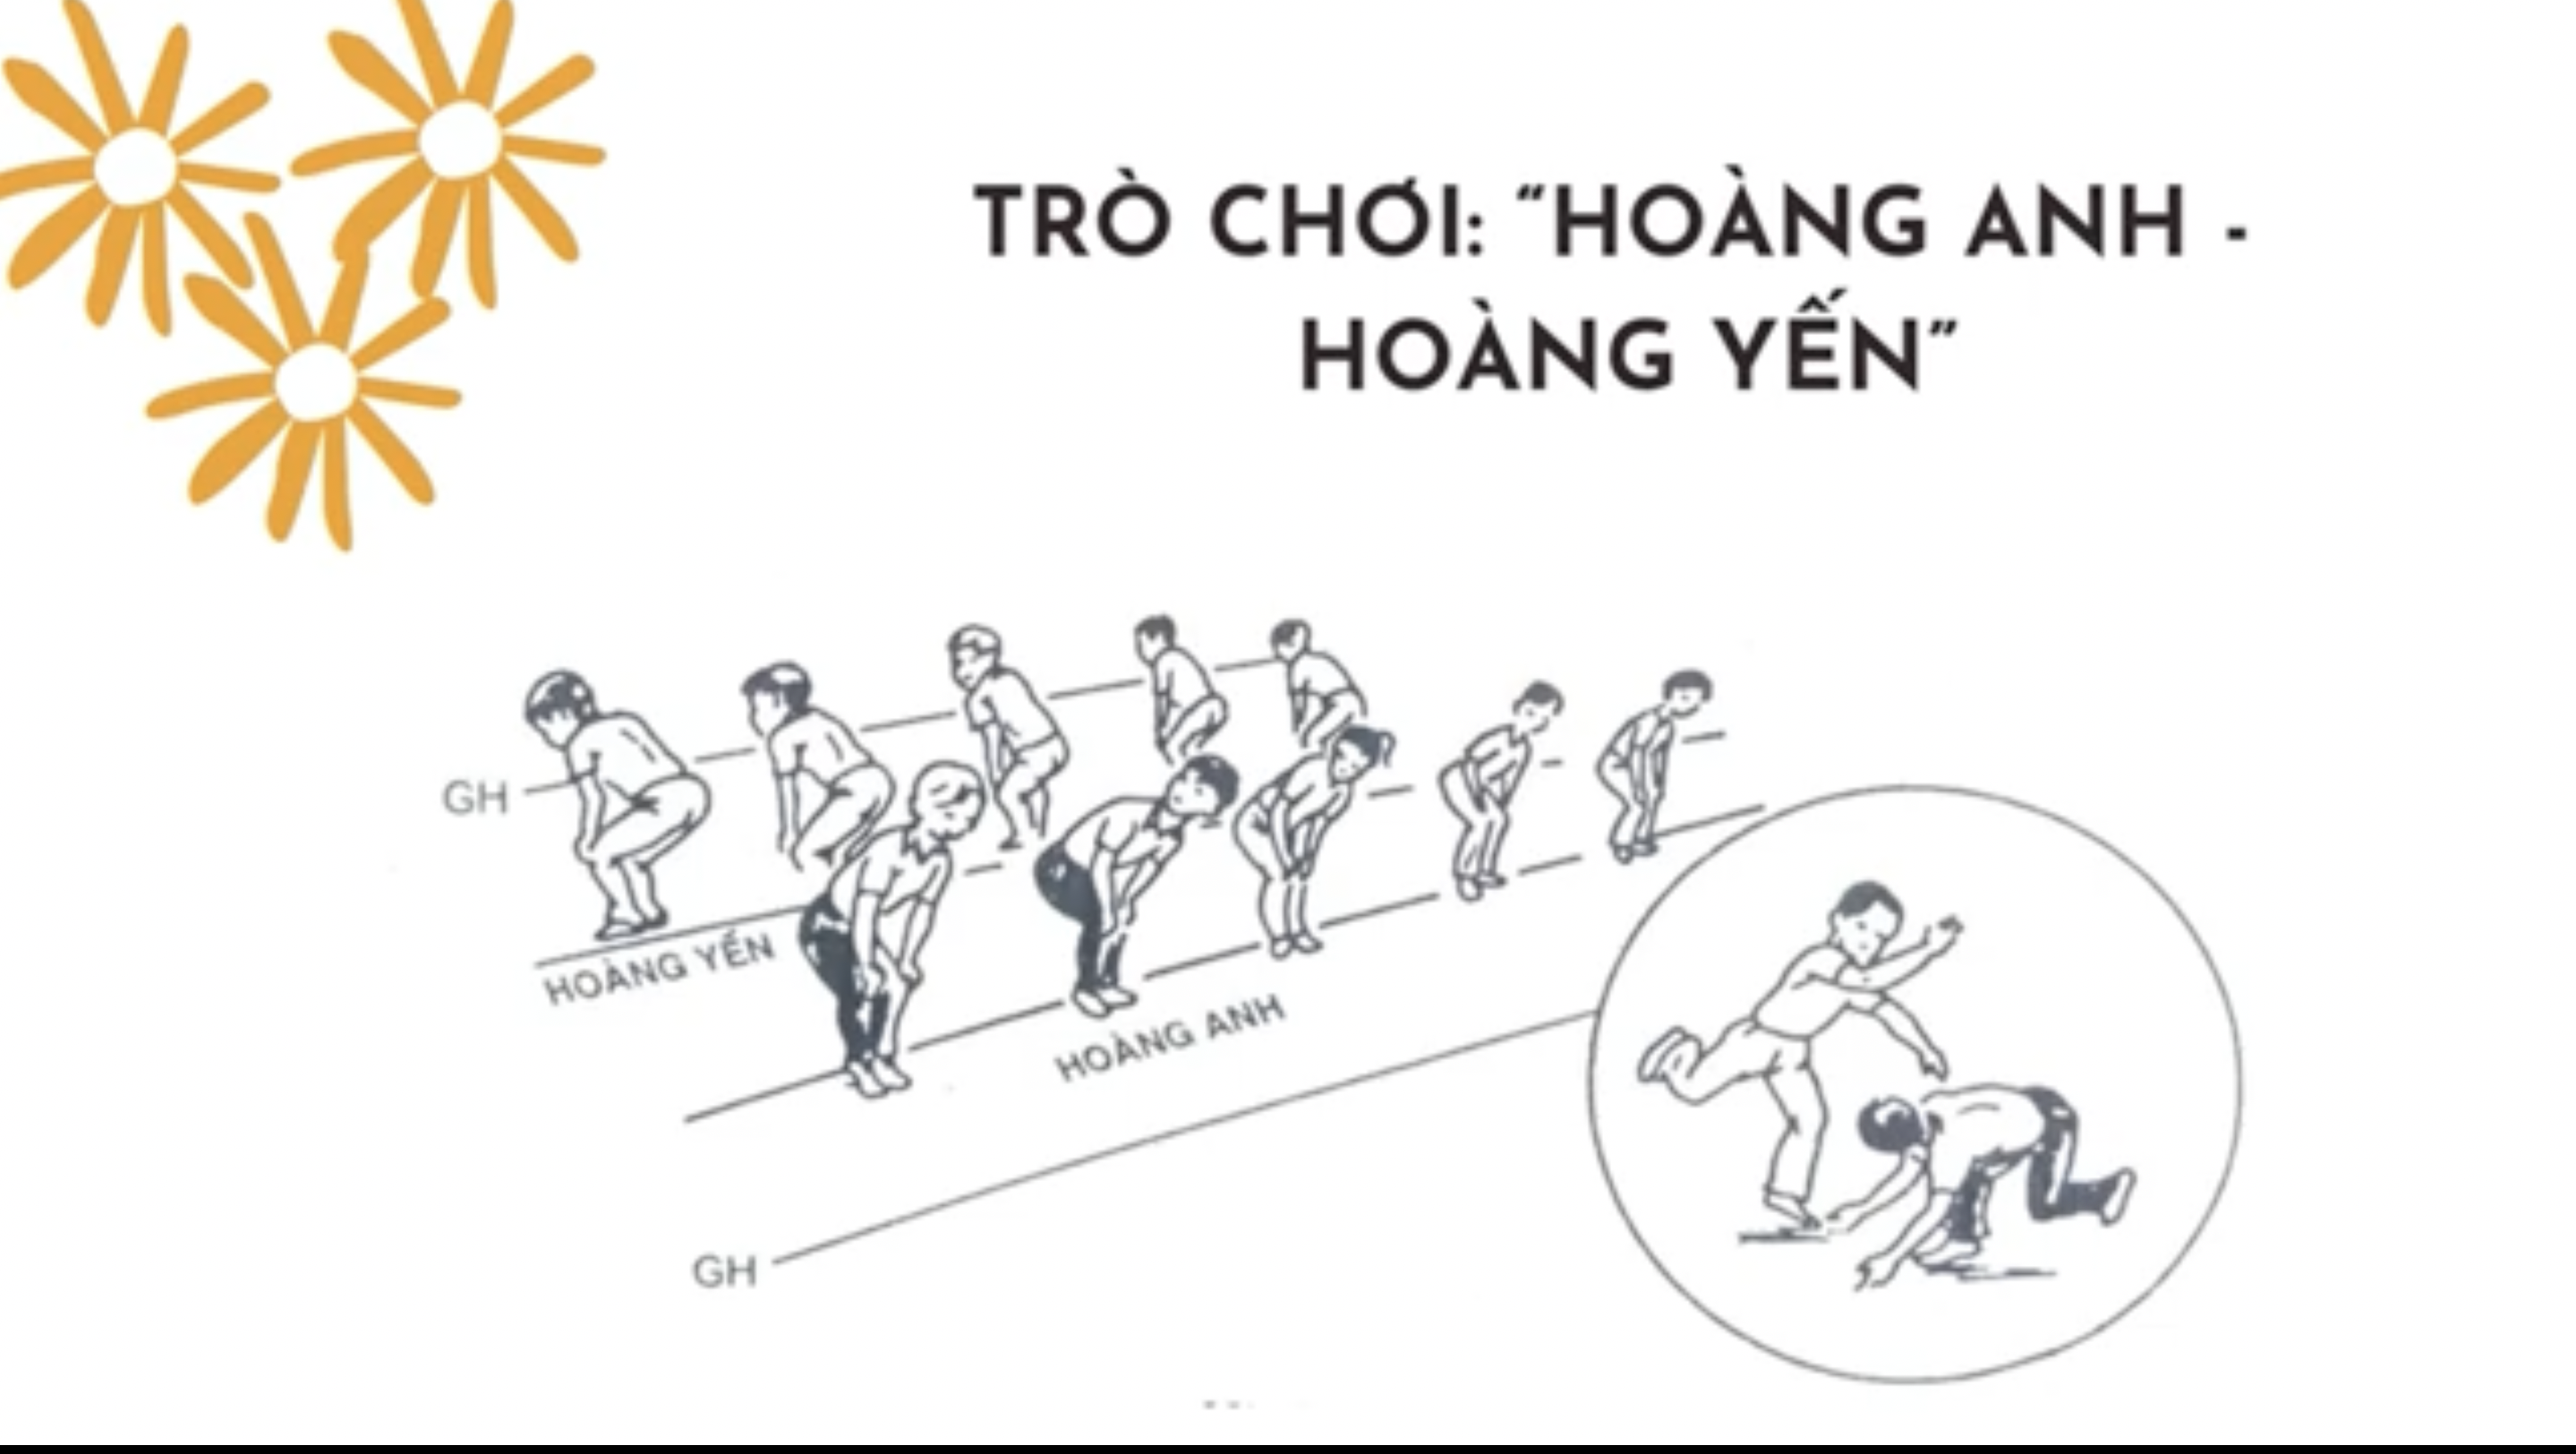 TRÒ CHƠI: “HOÀNG ANH -
HOÀNG YẾN”
GH
HOÀNG YẾN
HOÀNG ANH
GH